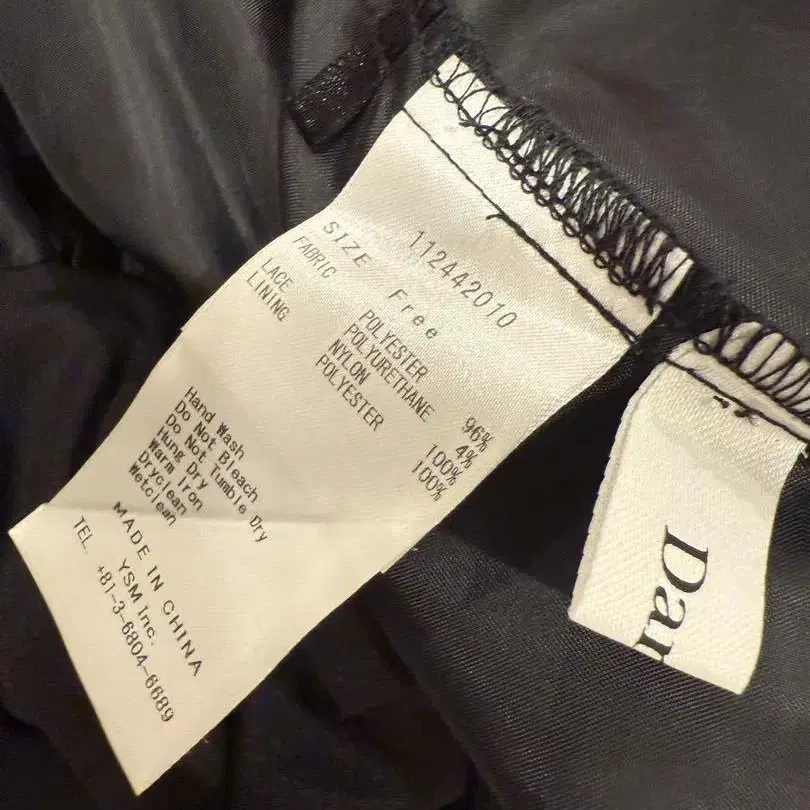 112442010
SIZE Free
FABRIC POLYESTER 96%
POLYURETHANE 4%
LACE NYLON 100%
LINING POLYESTER 100%
Hand Wash
Do Not Bleach
Do Not Tumble Dry
Hung Dry
Warm Iron
Dryclean
Wetclean
MADE IN CHINA
YSM Inc.
TEL +81-3-6804-6689
Dar